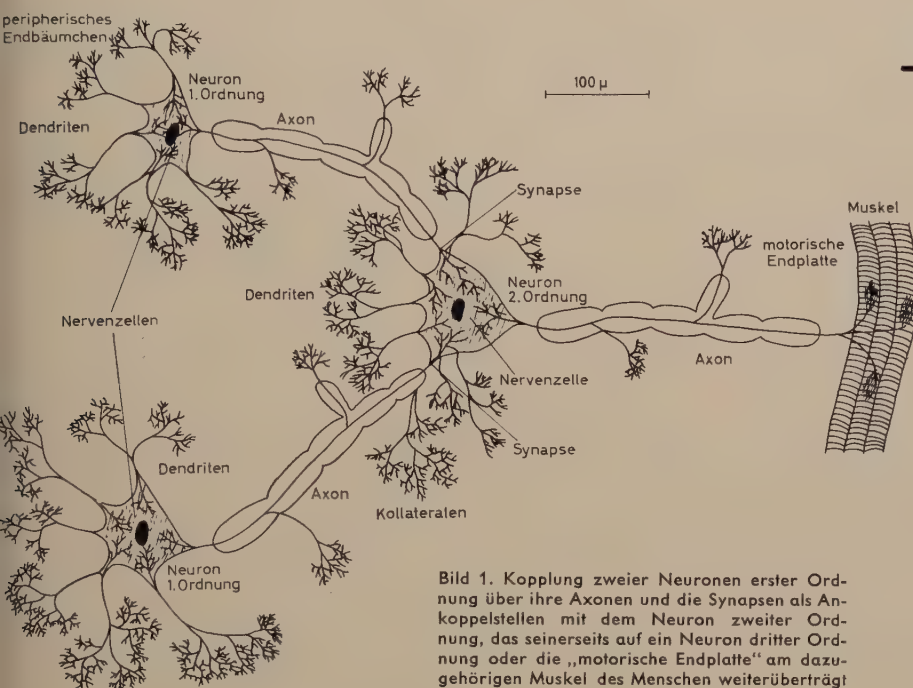 peripherisches
Endbäumchen
Neuron
1. Ordnung
100 µ
Axon
Dendriten
Synapse
Muskel
motorische
Endplatte
Neuron
2. Ordnung
Dendriten
Nervenzellen
Axon
Nervenzelle
Synapse
Dendriten
Axon
Kollateralen
Neuron
1. Ordnung
Bild 1. Kopplung zweier Neuronen erster Ord-
nung über ihre Axonen und die Synapsen als An-
koppelstellen mit dem Neuron zweiter Ord-
nung, das seinerseits auf ein Neuron dritter Ord-
nung oder die „motorische Endplatte“ am dazu-
gehörigen Muskel des Menschen weiterüberträgt